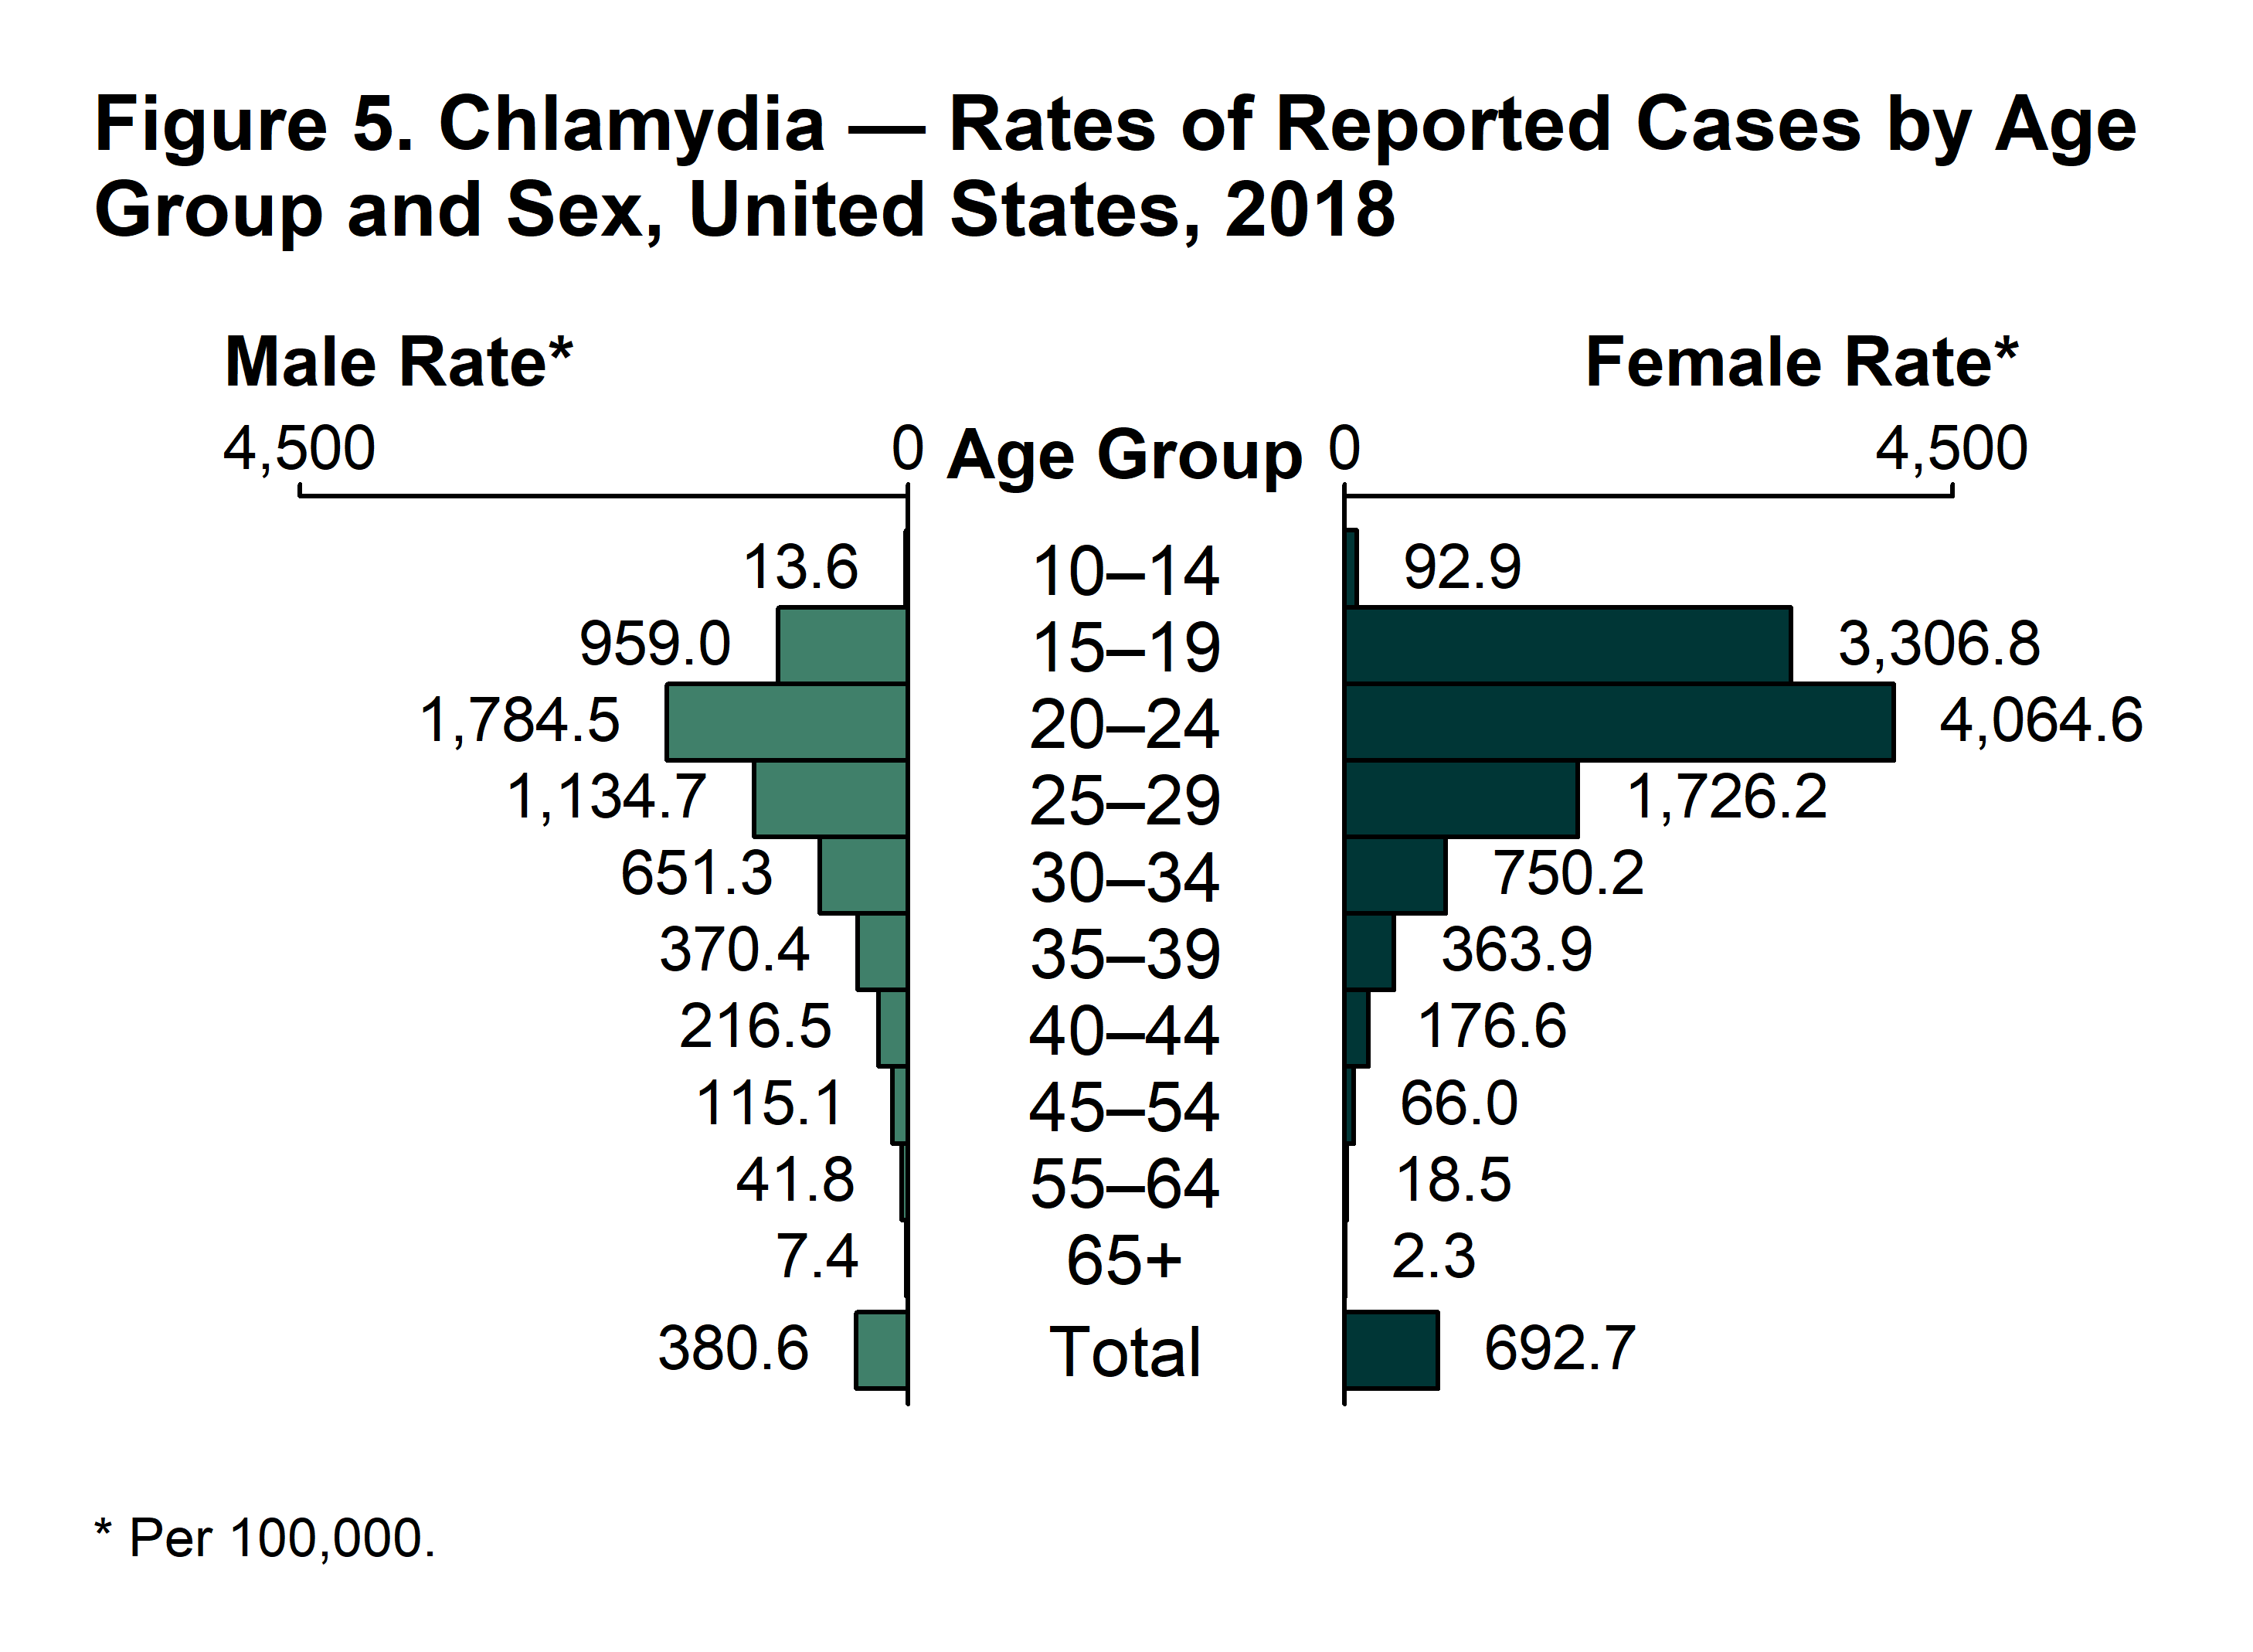 Figure 5. Chlamydia — Rates of Reported Cases by Age
Group and Sex, United States, 2018
Male Rate* Female Rate*
4,500 0 Age Group 0 4,500
13.6 10–14 92.9
959.0 15–19 3,306.8
1,784.5 20–24 4,064.6
1,134.7 25–29 1,726.2
651.3 30–34 750.2
370.4 35–39 363.9
216.5 40–44 176.6
115.1 45–54 66.0
41.8 55–64 18.5
7.4 65+ 2.3
380.6 Total 692.7
* Per 100,000.